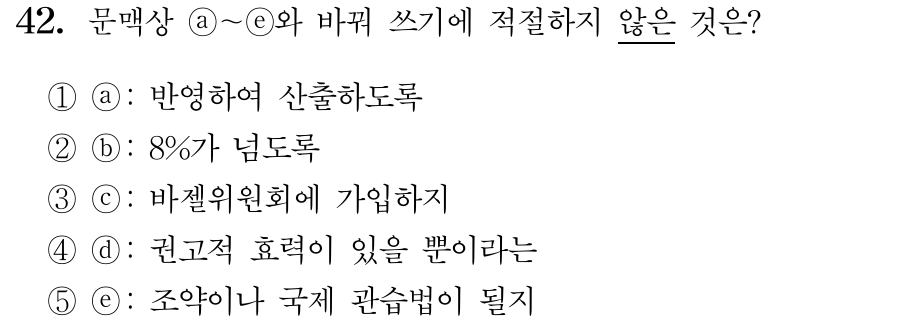 42. 문맥상 ⓐ~ⓔ와 바꿔 쓰기에 적절하지 않은 것은?
① ⓐ: 반영하여 산출하도록
② ⓑ: 8%가 넘도록
③ ⓒ: 바젤위원회에 가입하지
④ ⓓ: 권고적 효력이 있을 뿐이라는
⑤ ⓔ: 조약이나 국제 관습법이 될지